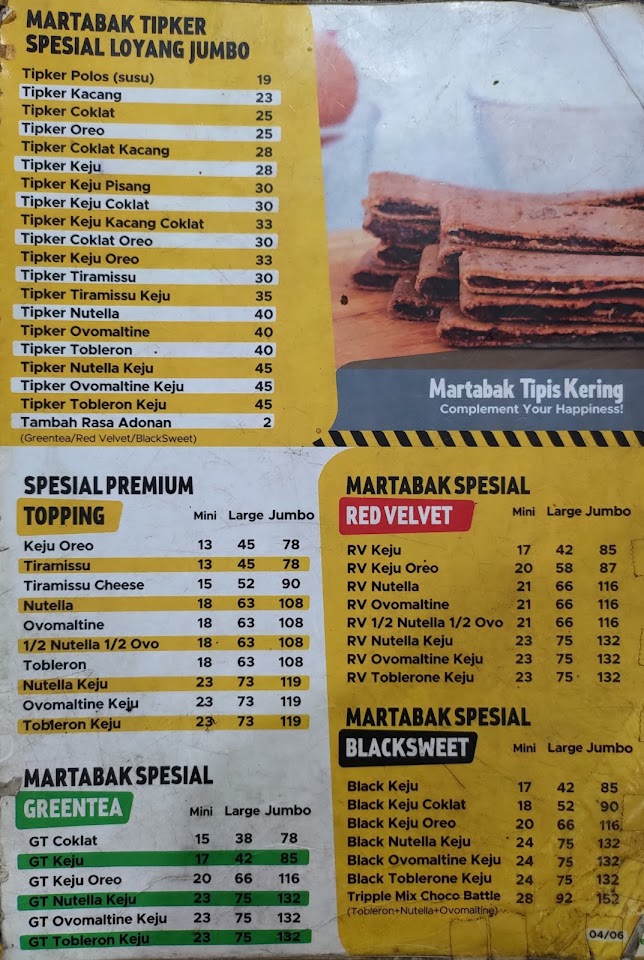 MARTABAK TIPKER
SPESIAL LOYANG JUMBO
Tipker Polos (susu) 19
Tipker Kacang 23
Tipker Coklat 25
Tipker Oreo 25
Tipker Coklat Kacang 28
Tipker Keju 28
Tipker Keju Pisang 30
Tipker Keju Coklat 30
Tipker Keju Kacang Coklat 33
Tipker Coklat Oreo 30
Tipker Keju Oreo 33
Tipker Tiramissu 30
Tipker Tiramissu Keju 35
Tipker Nutella 40
Tipker Ovomaltine 40
Tipker Tobleron 40
Tipker Nutella Keju 45
Tipker Ovomaltine Keju 45
Tipker Tobleron Keju 45
Tambah Rasa Adonan 2
(Greentea/Red Velvet/BlackSweet)
Martabak Tipis Kering
Complement Your Happiness!
SPESIAL PREMIUM
TOPPING Mini Large Jumbo
Keju Oreo 13 45 78
Tiramissu 13 45 78
Tiramissu Cheese 15 52 90
Nutella 18 63 108
Ovomaltine 18 63 108
1/2 Nutella 1/2 Ovo 18 63 108
Tobleron 18 63 108
Nutella Keju 23 73 119
Ovomaltine Keju 23 73 119
Tobleron Keju 23 73 119
MARTABAK SPESIAL
GREENTEA Mini Large Jumbo
GT Coklat 15 38 78
GT Keju 17 42 85
GT Keju Oreo 20 66 116
GT Nutella Keju 23 75 132
GT Ovomaltine Keju 23 75 132
GT Tobleron Keju 23 75 132
MARTABAK SPESIAL
RED VELVET Mini Large Jumbo
RV Keju 17 42 85
RV Keju Oreo 20 58 87
RV Nutella 21 66 116
RV Ovomaltine 21 66 116
RV 1/2 Nutella 1/2 Ovo 21 66 116
RV Nutella Keju 23 75 132
RV Ovomaltine Keju 23 75 132
RV Toblerone Keju 23 75 132
MARTABAK SPESIAL
BLACKSWEET Mini Large Jumbo
Black Keju 17 42 85
Black Keju Coklat 18 52 90
Black Keju Oreo 20 66 116
Black Nutella Keju 24 75 132
Black Ovomaltine Keju 24 75 132
Black Toblerone Keju 24 75 132
Tripple Mix Choco Battle 28 92 152
(Tobleron+Nutella+Ovomaltine)
04/06